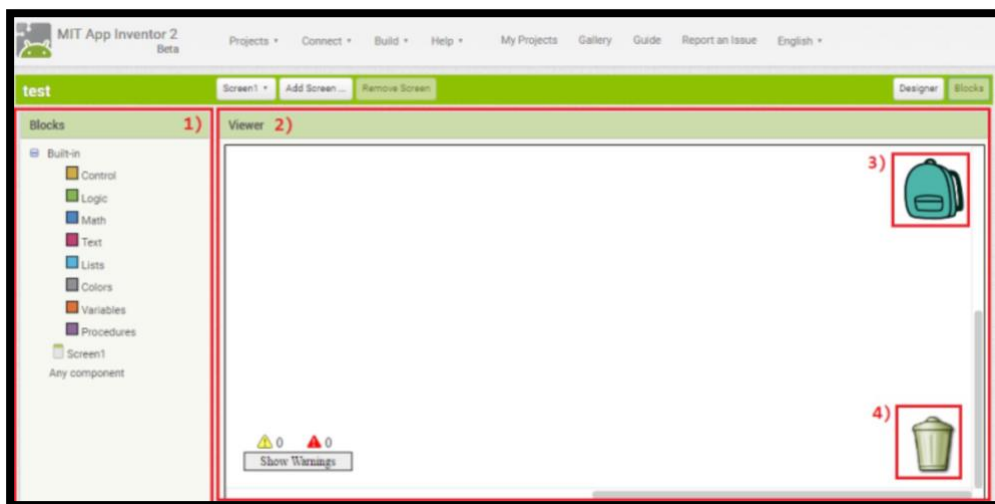 MIT App Inventor 2
Beta
Projects Connect Build Help My Projects Gallery Guide Report an Issue English
test
Screen1 Add Screen ... Remove Screen Designer Blocks
Blocks 1)
Viewer 2)
Built-in
Control
Logic
Math
Text
Lists
Colors
Variables
Procedures
Screen1
Any component
3)
4)
0 0
Show Warnings